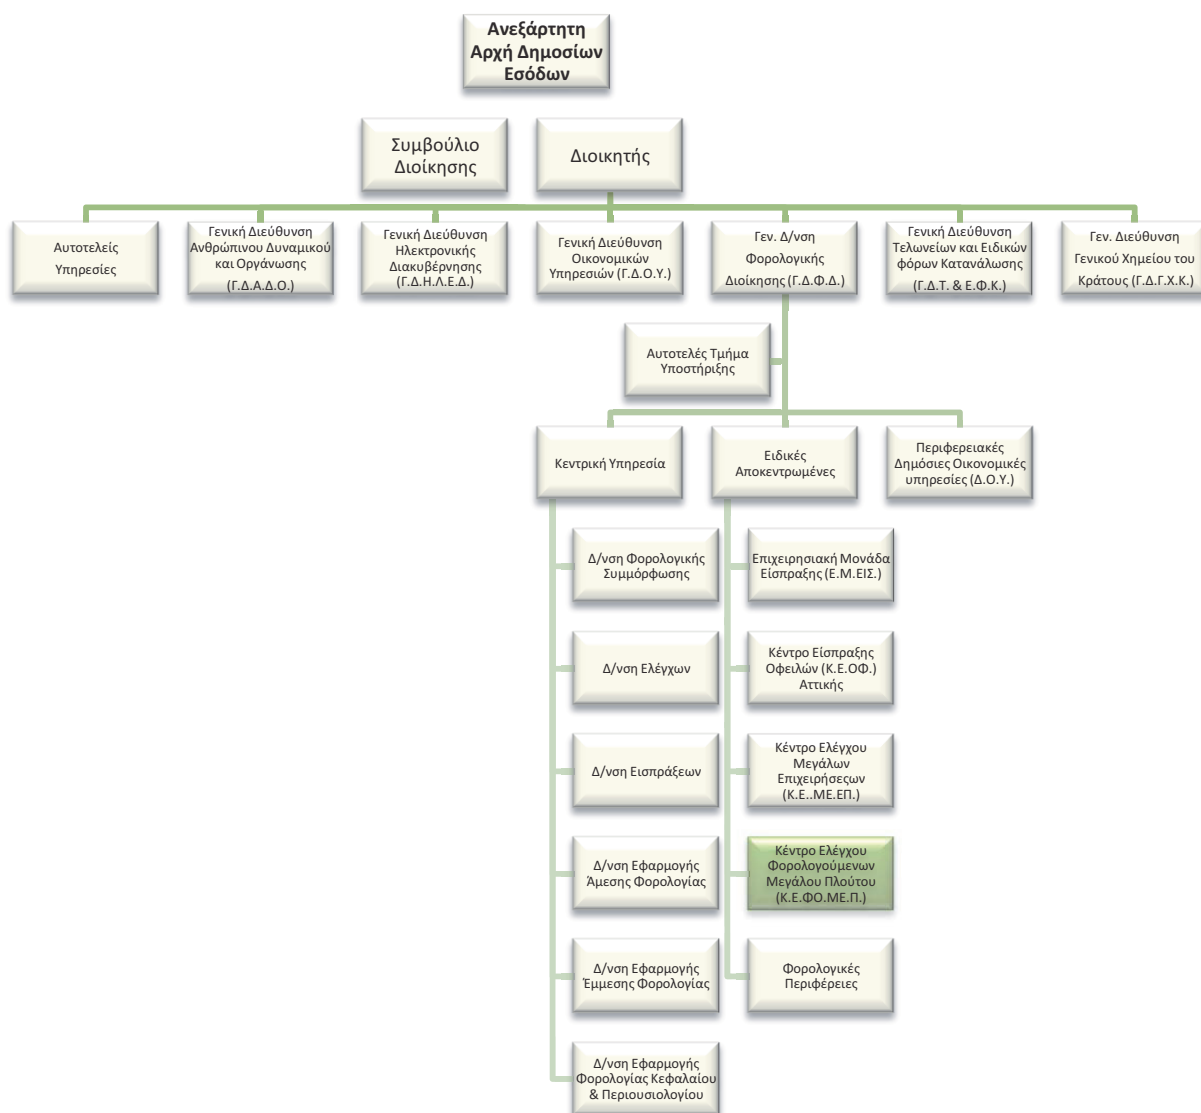 Ανεξάρτητη
Αρχή Δημοσίων
Εσόδων
Συμβούλιο
Διοίκησης
Διοικητής
Αυτοτελείς
Υπηρεσίες
Γενική Διεύθυνση
Ανθρώπινου Δυναμικού
και Οργάνωσης
(Γ.Δ.Α.Δ.Ο.)
Γενική Διεύθυνση
Ηλεκτρονικής
Διακυβέρνησης
(Γ.Δ.Η.Λ.Ε.Δ.)
Γενική Διεύθυνση
Οικονομικών
Υπηρεσιών (Γ.Δ.Ο.Υ.)
Γεν. Δ/νση
Φορολογικής
Διοίκησης (Γ.Δ.Φ.Δ.)
Γενική Διεύθυνση
Τελωνείων και Ειδικών
φόρων Κατανάλωσης
(Γ.Δ.Τ. & Ε.Φ.Κ.)
Γεν. Διεύθυνση
Γενικού Χημείου του
Κράτους (Γ.Δ.Γ.Χ.Κ.)
Αυτοτελές Τμήμα
Υποστήριξης
Κεντρική Υπηρεσία
Ειδικές
Αποκεντρωμένες
Περιφερειακές
Δημόσιες Οικονομικές
υπηρεσίες (Δ.Ο.Υ.)
Δ/νση Φορολογικής
Συμμόρφωσης
Δ/νση Ελέγχων
Δ/νση Εισπράξεων
Δ/νση Εφαρμογής
Άμεσης Φορολογίας
Δ/νση Εφαρμογής
Έμμεσης Φορολογίας
Δ/νση Εφαρμογής
Φορολογίας Κεφαλαίου
& Περιουσιολογίου
Επιχειρησιακή Μονάδα
Είσπραξης (Ε.Μ.ΕΙΣ.)
Κέντρο Είσπραξης
Οφειλών (Κ.Ε.ΟΦ.)
Αττικής
Κέντρο Ελέγχου
Μεγάλων
Επιχειρήσεςων
(Κ.Ε..ΜΕ.ΕΠ.)
Κέντρο Ελέγχου
Φορολογούμενων
Μεγάλου Πλούτου
(Κ.Ε.ΦΟ.ΜΕ.Π.)
Φορολογικές
Περιφέρειες